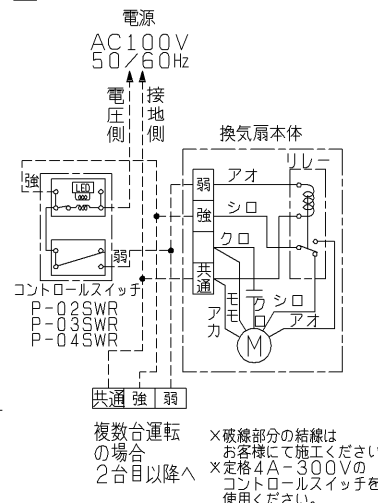 電源
AC100V
50/60Hz
電圧側
接地側
換気扇本体
リレー
強
LED
弱
アオ
強
シロ
クロ
弱
共通
コントロールスイッチ
P-02SWR
P-03SWR
P-04SWR
アカ
モモ
クロ
シロ
アオ
M
共通 強 弱
複数台運転
の場合
2台目以降へ
※破線部分の結線は
お客様にて施工ください
※定格4A-300Vの
コントロールスイッチを
使用ください。